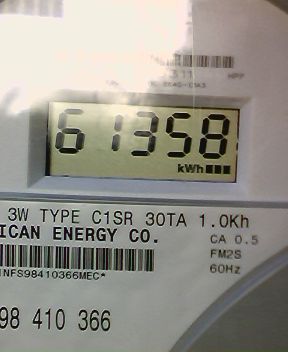 61358
kWh
3W TYPE C1SR 30TA 1.0Kh
ICAN ENERGY CO.
CA 0.5
FM2S
60Hz
INFS98410366MEC*
98 410 366